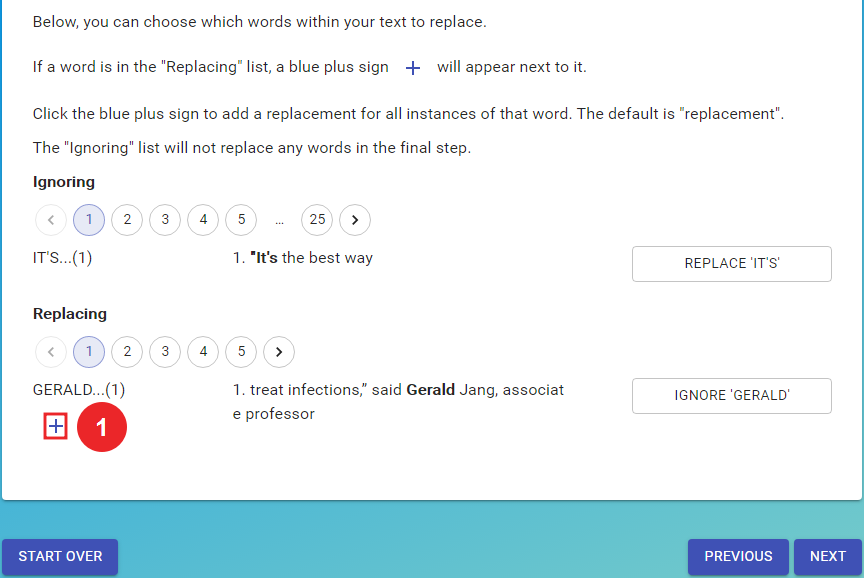 Below, you can choose which words within your text to replace.
If a word is in the "Replacing" list, a blue plus sign + will appear next to it.
Click the blue plus sign to add a replacement for all instances of that word. The default is "replacement".
The "Ignoring" list will not replace any words in the final step.
Ignoring
< 1 2 3 4 5 ... 25 >
IT'S...(1) 1. "It's the best way REPLACE 'IT'S'
Replacing
< 1 2 3 4 5 >
GERALD...(1) 1. treat infections,” said Gerald Jang, associat IGNORE 'GERALD'
e professor
+ 1
START OVER PREVIOUS NEXT